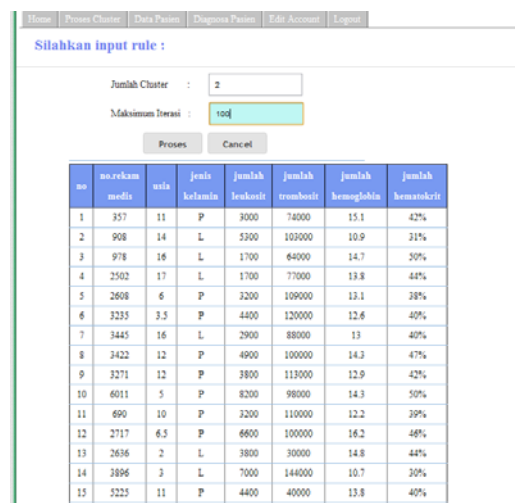 Home Proses Cluster Data Pasien Diagnosa Pasien Edit Account Logout
Silahkan input rule :
Jumlah Cluster : 2
Maksimum Iterasi : 100
Proses Cancel
no no.rekam medis usia jenis kelamin jumlah leukosit jumlah trombosit jumlah hemoglobin jumlah hematokrit
1 357 11 P 3000 74000 15.1 42%
2 908 14 L 5300 103000 10.9 31%
3 978 16 L 1700 64000 14.7 50%
4 2502 17 L 1700 77000 13.8 44%
5 2608 6 P 3200 109000 13.1 38%
6 3235 3.5 P 4400 120000 12.6 40%
7 3445 16 L 2900 88000 13 40%
8 3422 12 P 4900 100000 14.3 47%
9 3271 12 P 3800 113000 12.9 42%
10 6011 5 P 8200 98000 14.3 50%
11 690 10 P 3200 110000 12.2 39%
12 2717 6.5 P 6600 100000 16.2 46%
13 2636 2 L 3800 30000 14.8 44%
14 3896 3 L 7000 144000 10.7 30%
15 5225 11 P 4400 40000 13.8 40%